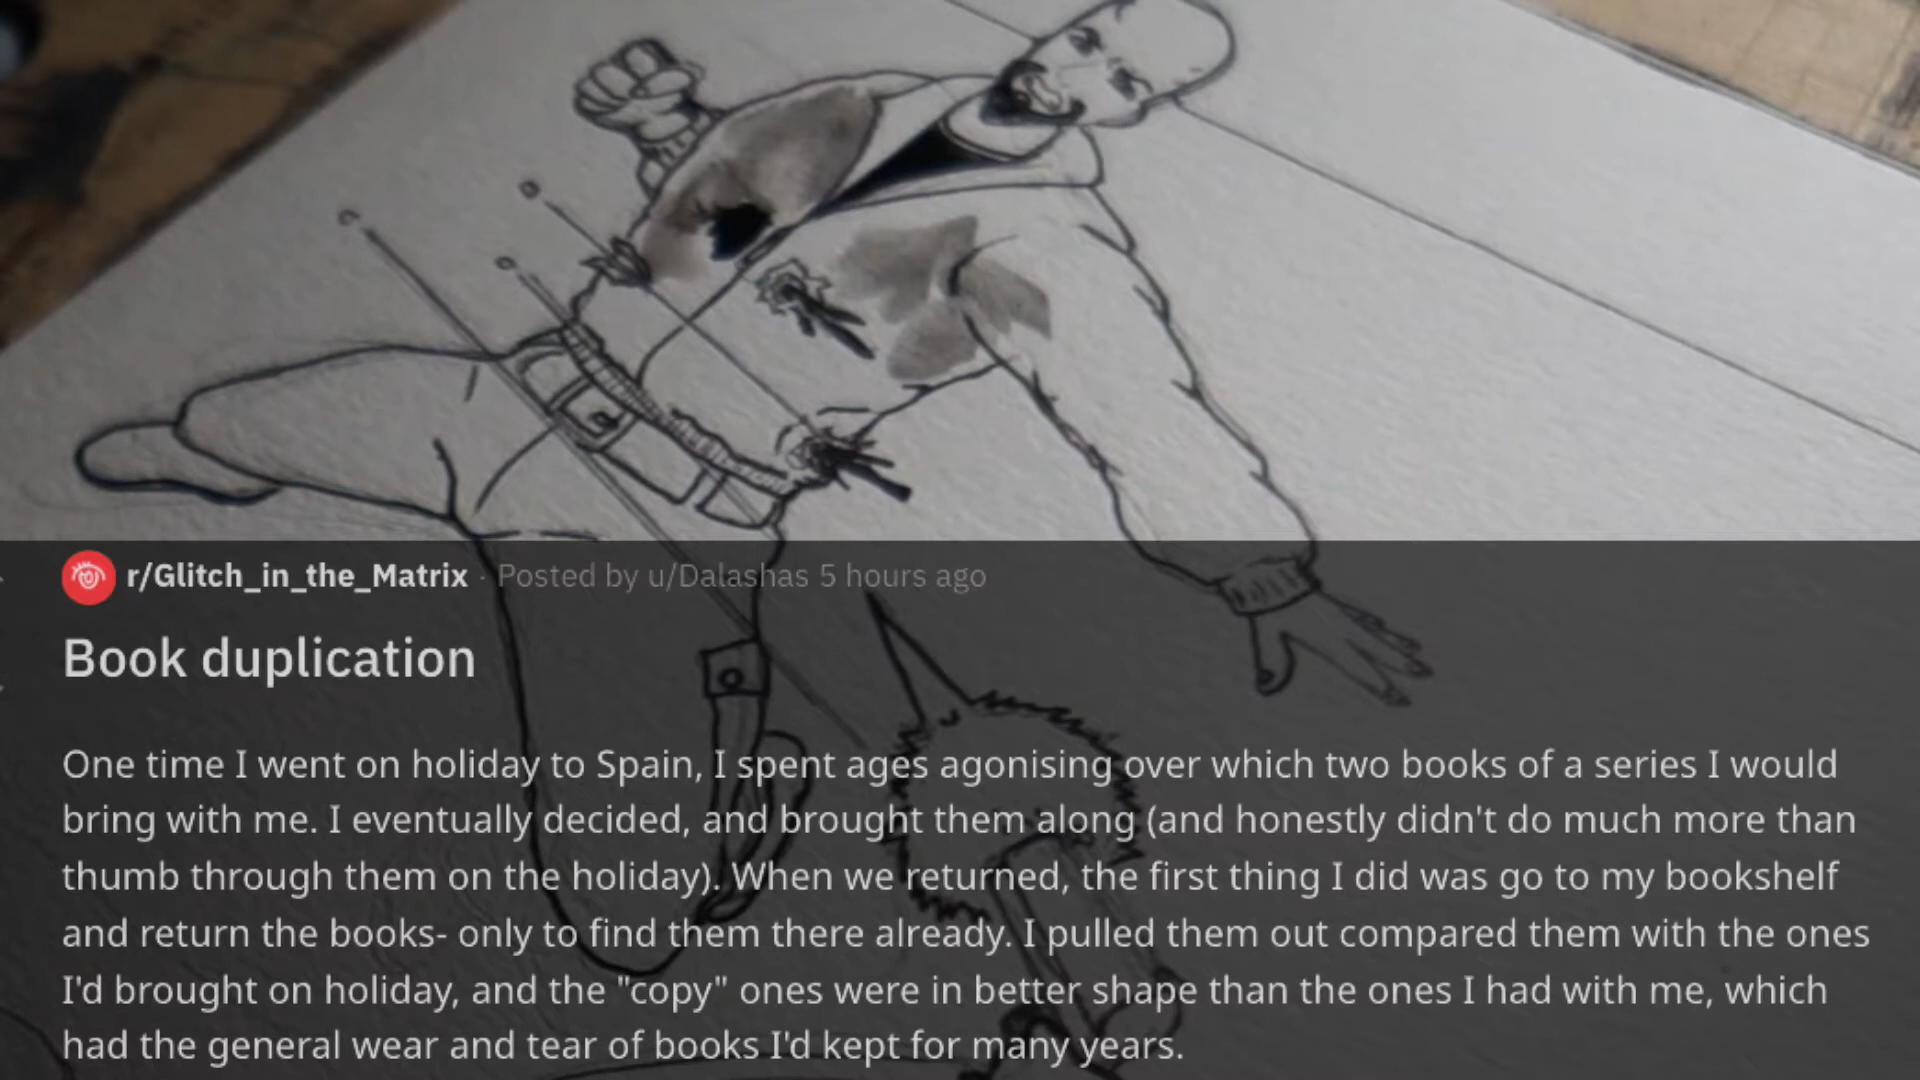 r/Glitch_in_the_Matrix · Posted by u/Dalashas 5 hours ago
Book duplication
One time I went on holiday to Spain, I spent ages agonising over which two books of a series I would
bring with me. I eventually decided, and brought them along (and honestly didn't do much more than
thumb through them on the holiday). When we returned, the first thing I did was go to my bookshelf
and return the books- only to find them there already. I pulled them out compared them with the ones
I'd brought on holiday, and the "copy" ones were in better shape than the ones I had with me, which
had the general wear and tear of books I'd kept for many years.